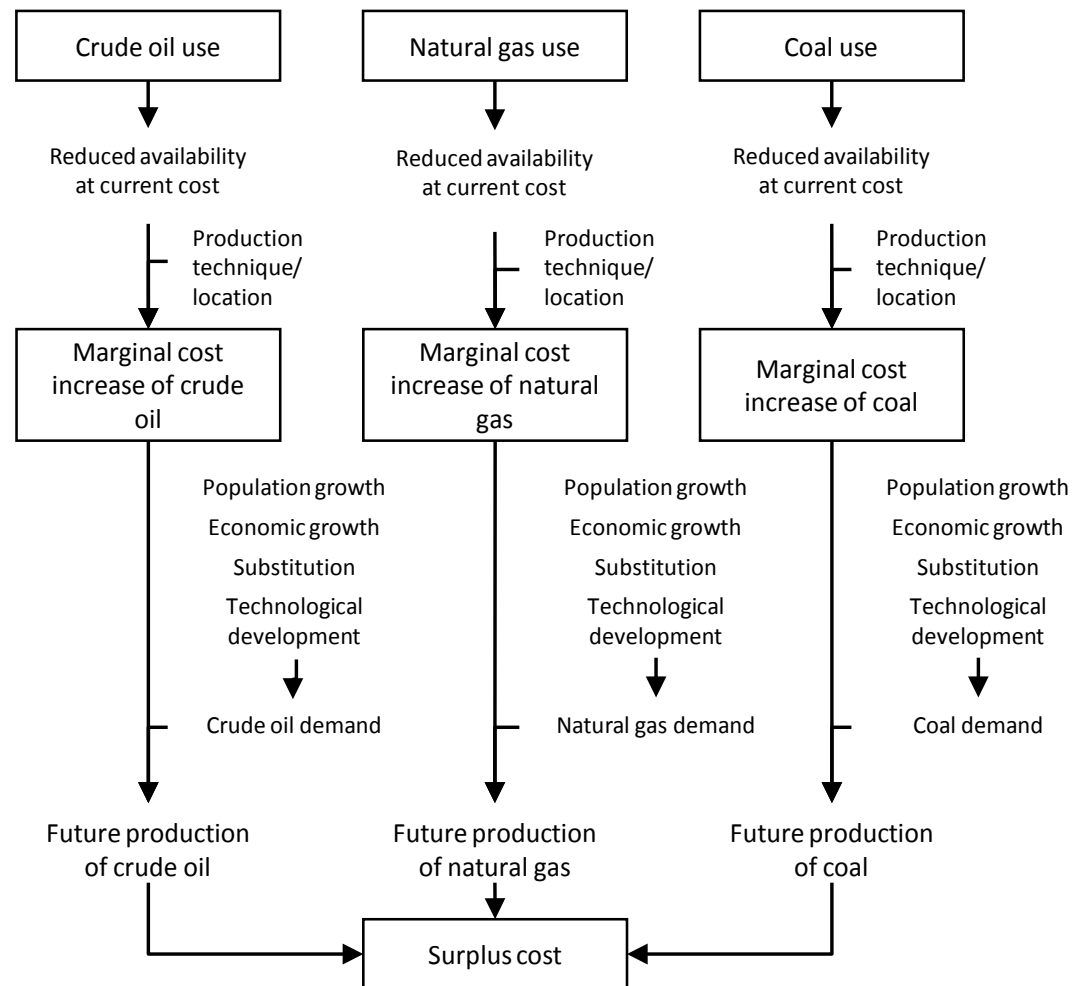 Crude oil use
Natural gas use
Coal use
Reduced availability
at current cost
Reduced availability
at current cost
Reduced availability
at current cost
Production
technique/
location
Production
technique/
location
Production
technique/
location
Marginal cost
increase of crude
oil
Marginal cost
increase of natural
gas
Marginal cost
increase of coal
Population growth
Economic growth
Substitution
Technological
development
Crude oil demand
Population growth
Economic growth
Substitution
Technological
development
Natural gas demand
Population growth
Economic growth
Substitution
Technological
development
Coal demand
Future production
of crude oil
Future production
of natural gas
Future production
of coal
Surplus cost